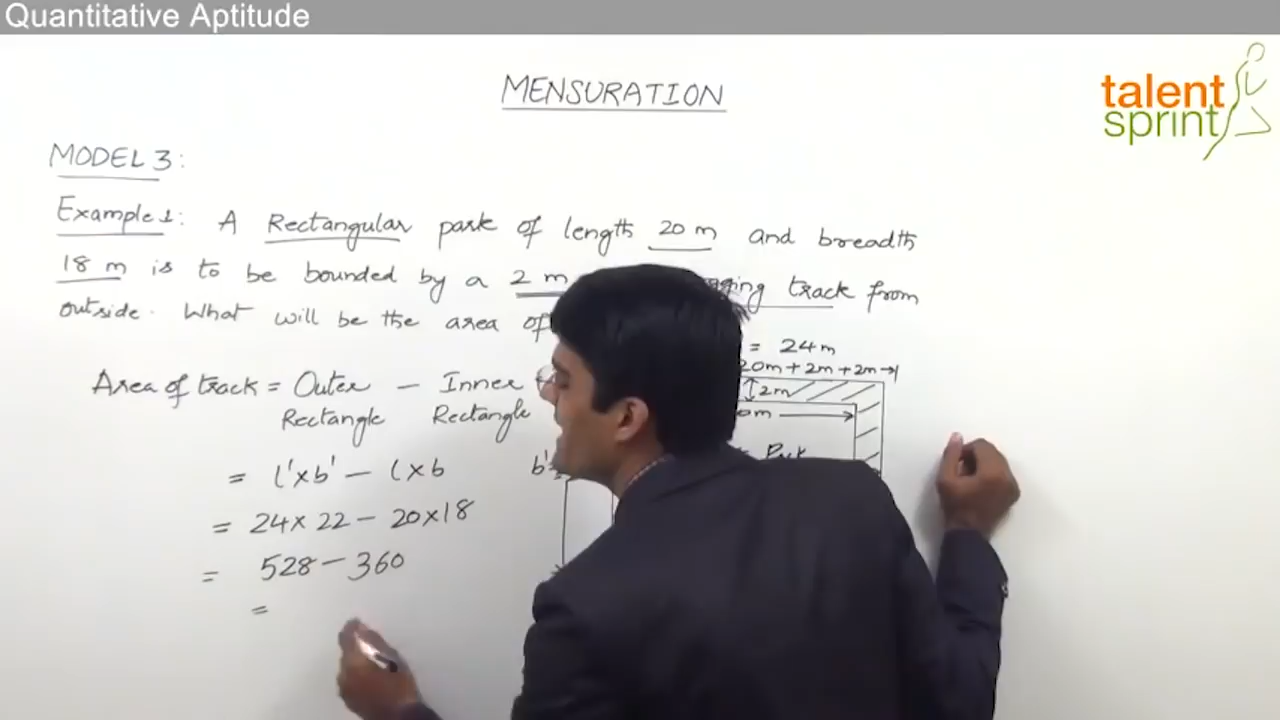 Quantitative Aptitude
MENSURATION
talent
sprint
MODEL 3:
Example 1: A Rectangular park of length 20 m and breadth
18 m is to be bounded by a 2 m track from
outside. What will be the area of
= 24m
20m + 2m + 2m
Area of track = Outer - Inner
2m
Rectangle Rectangle
= l' x b' - l x b
b'
Park
= 24 x 22 - 20 x 18
= 528 - 360
=